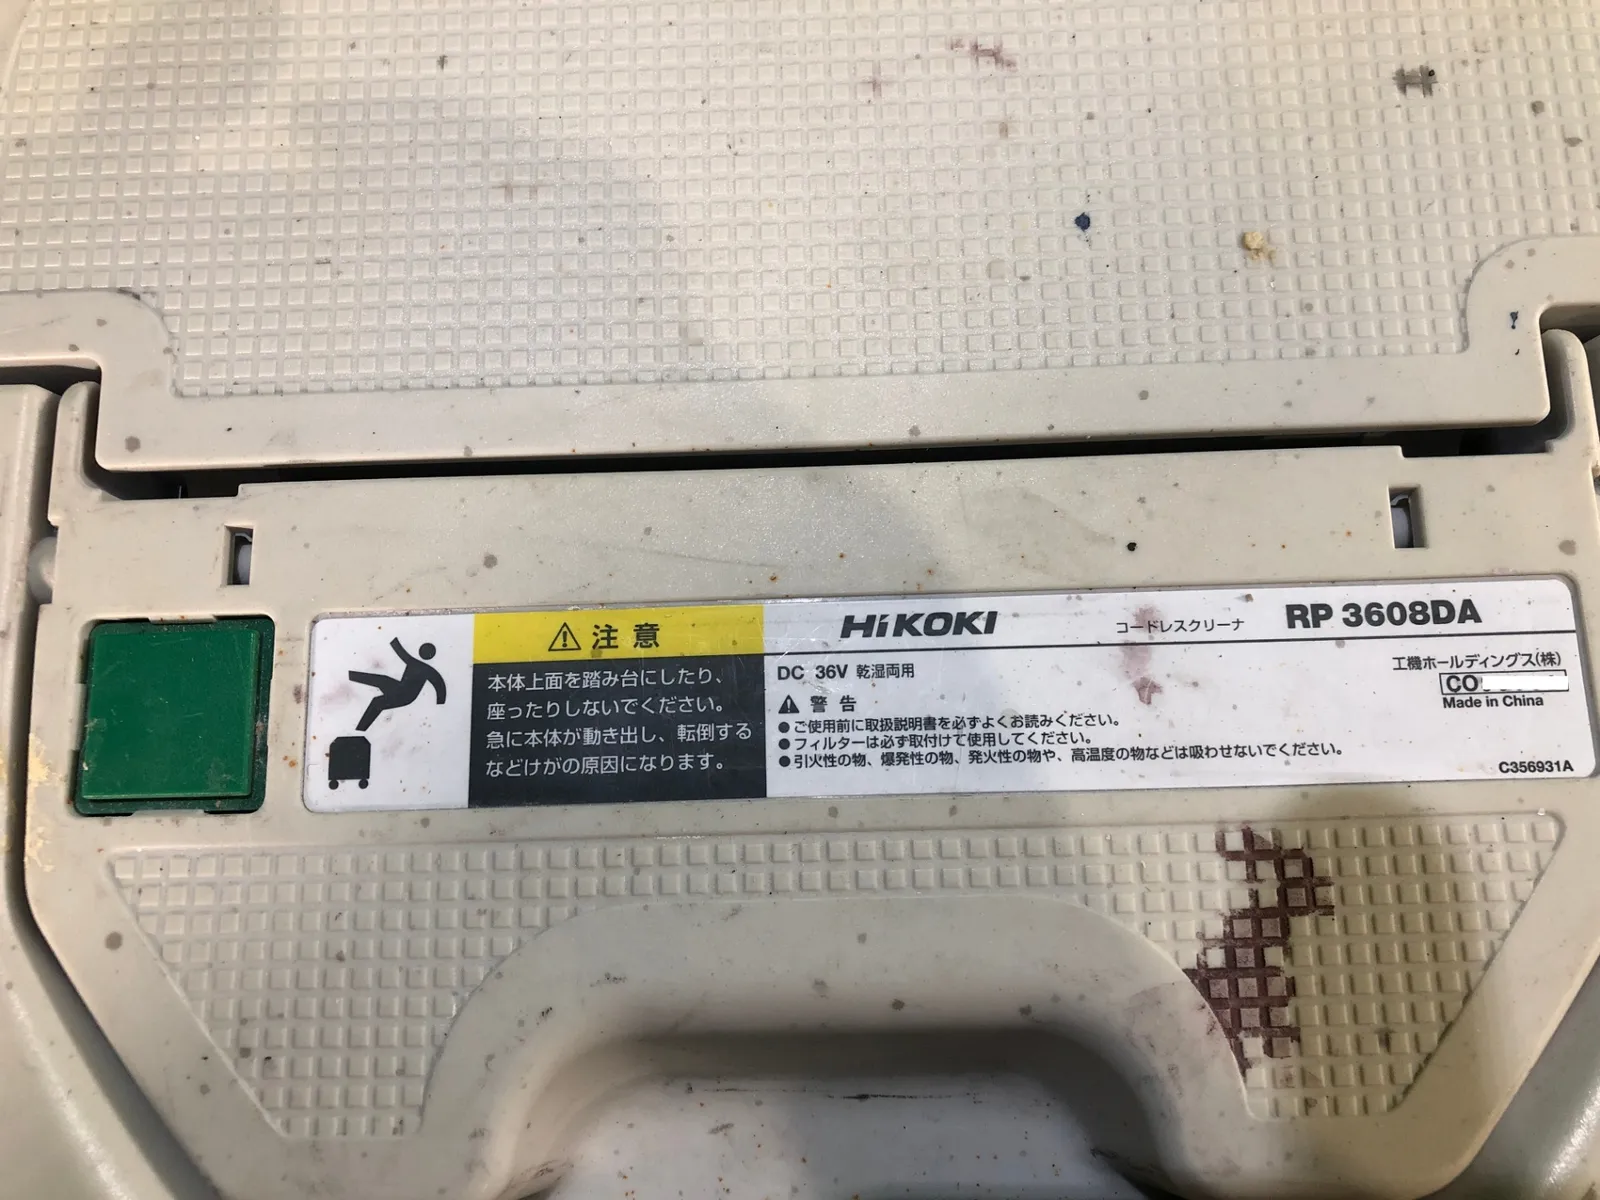 注意
本体上面を踏み台にしたり、
座ったりしないでください。
急に本体が動き出し、転倒する
などけがの原因になります。
HiKOKI コードレスクリーナ RP 3608DA
DC 36V 乾湿両用
警告
●ご使用前に取扱説明書を必ずよくお読みください。
●フィルターは必ず取付けて使用してください。
●引火性の物、爆発性の物、発火性の物や、高温度の物などは吸わせないでください。
工機ホールディングス(株)
CO
Made in China
C356931A